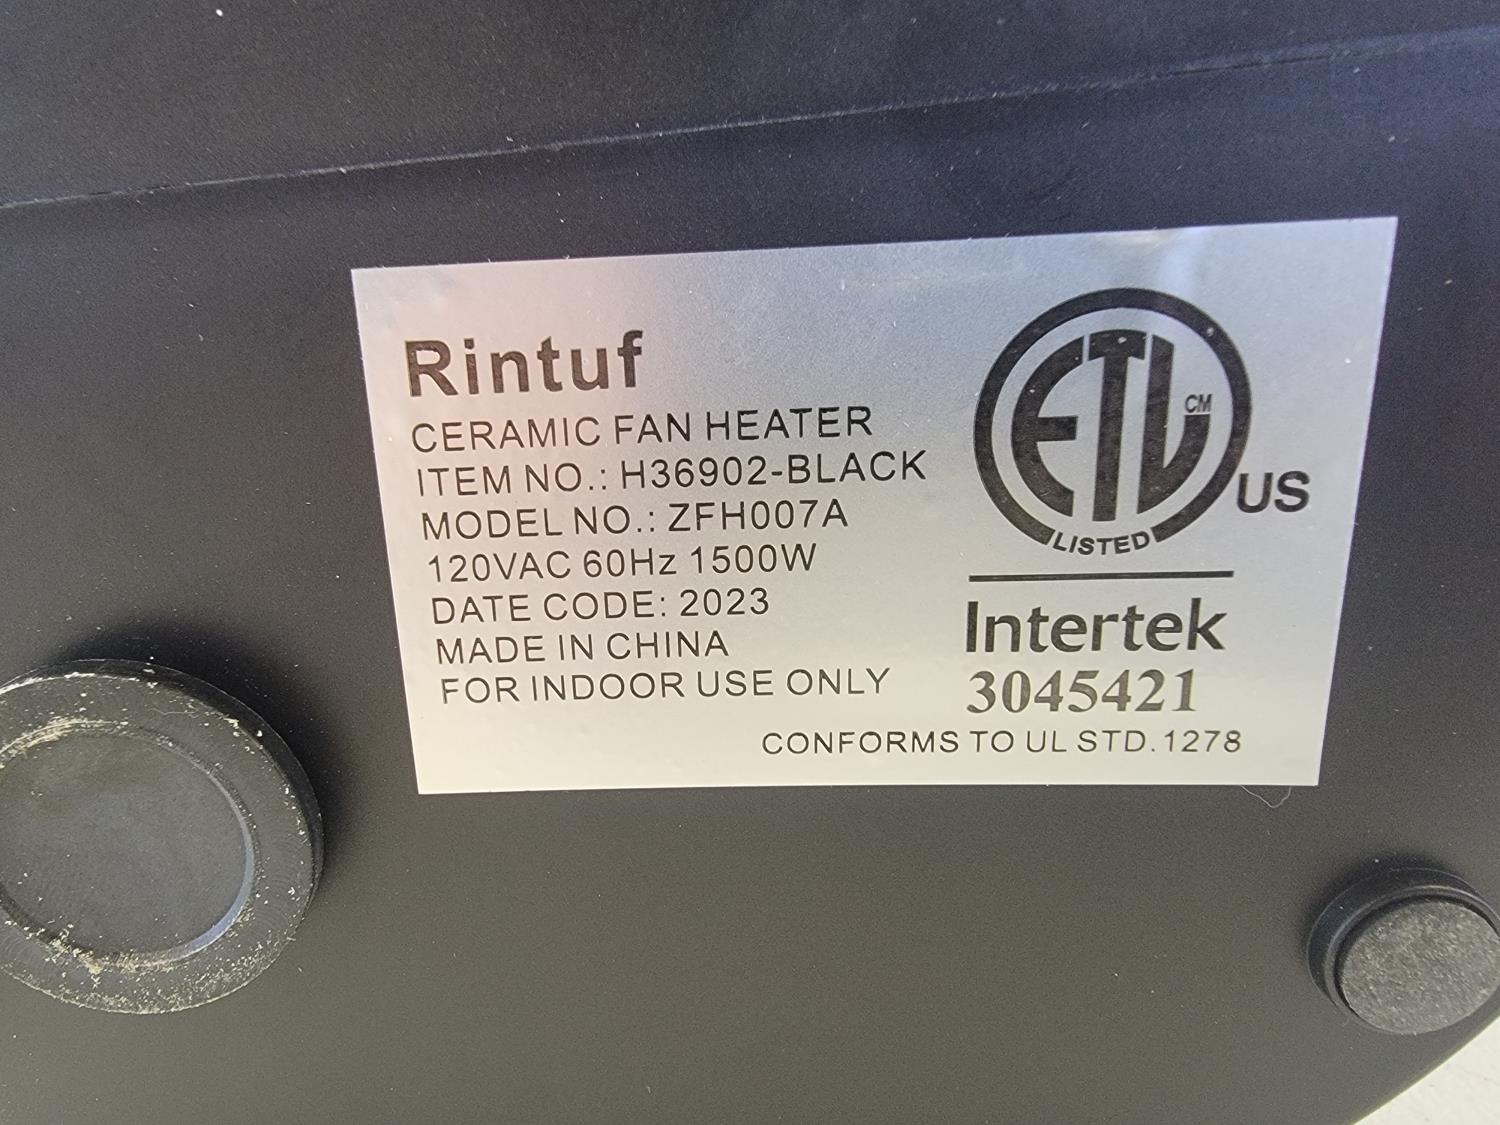 Rintuf
CERAMIC FAN HEATER
ITEM NO.: H36902-BLACK
MODEL NO.: ZFH007A
120VAC 60Hz 1500W
DATE CODE: 2023
MADE IN CHINA
FOR INDOOR USE ONLY
ETL CM
LISTED
US
Intertek
3045421
CONFORMS TO UL STD. 1278